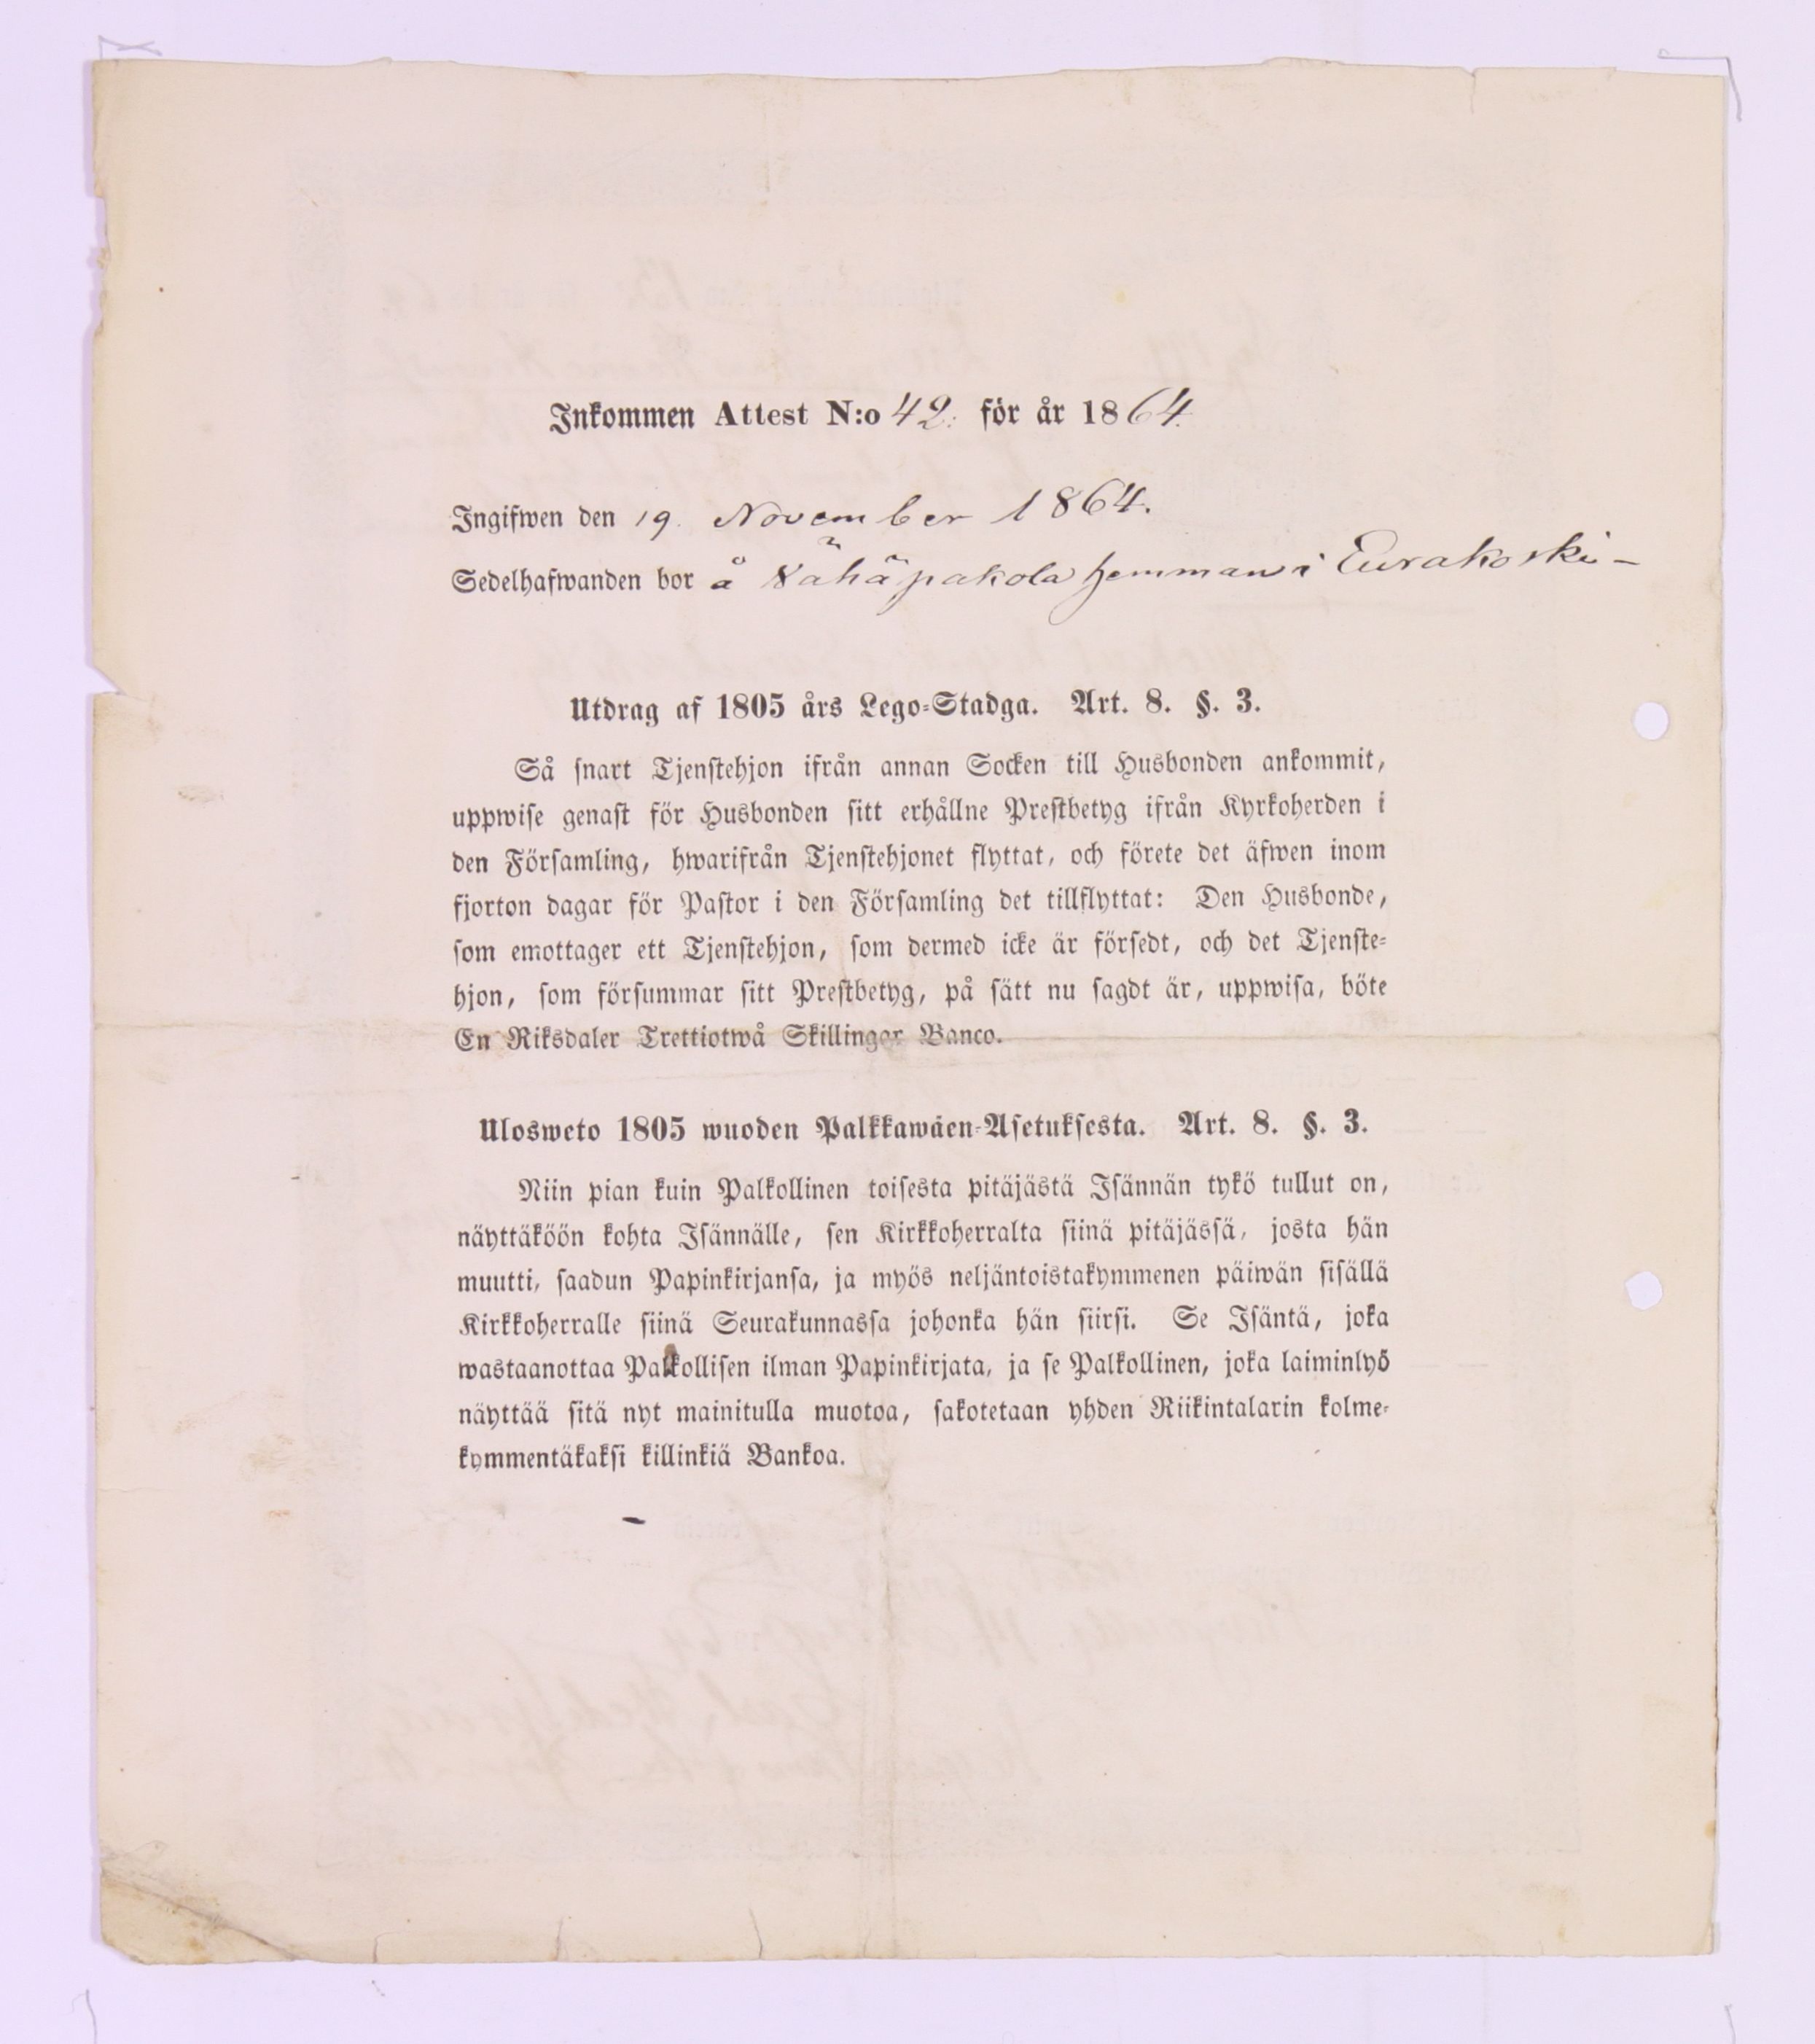 Inkommen Attest N:o 42. för år 1864.
Ingifwen den 19. November 1864.
Sedelhafwanden bor å Vähäpakola hemman i Eurakoski –
Utdrag af 1805 års Lego-Stadga. Art. 8. §. 3.
Så snart Tjenstehjon ifrån annan Socken till Husbonden ankommit,
uppwise genast för Husbonden sitt erhållne Prestbetyg ifrån Kyrkoherden i
den Församling, hwarifrån Tjenstehjonet flyttat, och förete det äfwen inom
fjorton dagar för Pastor i den Församling det tillflyttat: Den Husbonde,
som emottager ett Tjenstehjon, som dermed icke är försedt, och det Tjenste-
hjon, som försummar sitt Prestbetyg, på sätt nu sagdt är, uppwisa, böte
En Riksdaler Trettiotwå Skillingar Banco.
Ulosweto 1805 wuoden Palkkawäen-Asetuksesta. Art. 8. §. 3.
Niin pian kuin Palkollinen toisesta pitäjästä Isännän tykö tullut on,
näyttäköön kohta Isännälle, sen Kirkkoherralta siinä pitäjässä, josta hän
muutti, saadun Papinkirjansa, ja myös neljäntoistakymmenen päiwän sisällä
Kirkkoherralle siinä Seurakunnassa johonka hän siirsi. Se Isäntä, joka
wastaanottaa Palkollisen ilman Papinkirjata, ja se Palkollinen, joka laiminlyö
näyttää sitä nyt mainitulla muotoa, sakotetaan yhden Riikintalarin kolme-
kymmentäkaksi killinkiä Bankoa.